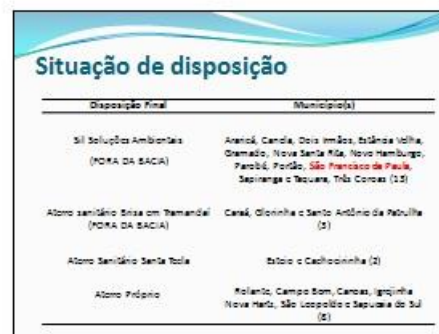 Situação de disposição
Disposição Final Município(s)
Sil Soluções Ambientais
(FORA DA BACIA)
Araricá, Canela, Dois Irmãos, Estância Velha,
Gramado, Nova Santa Rita, Novo Hamburgo,
Parobé, Portão, São Francisco de Paula,
Sapiranga e Taquara, Três Coroas (13)
Aterro sanitário Brisa em Tramandaí
(FORA DA BACIA)
Caraá, Glorinha e Santo Antônio da Patrulha
(3)
Aterro Sanitário Santa Tecla
Esteio e Cachoeirinha (2)
Aterro Próprio
Rolante, Campo Bom, Canoas, Igrejinha
Nova Hartz, São Leopoldo e Sapucaia do Sul
(8)